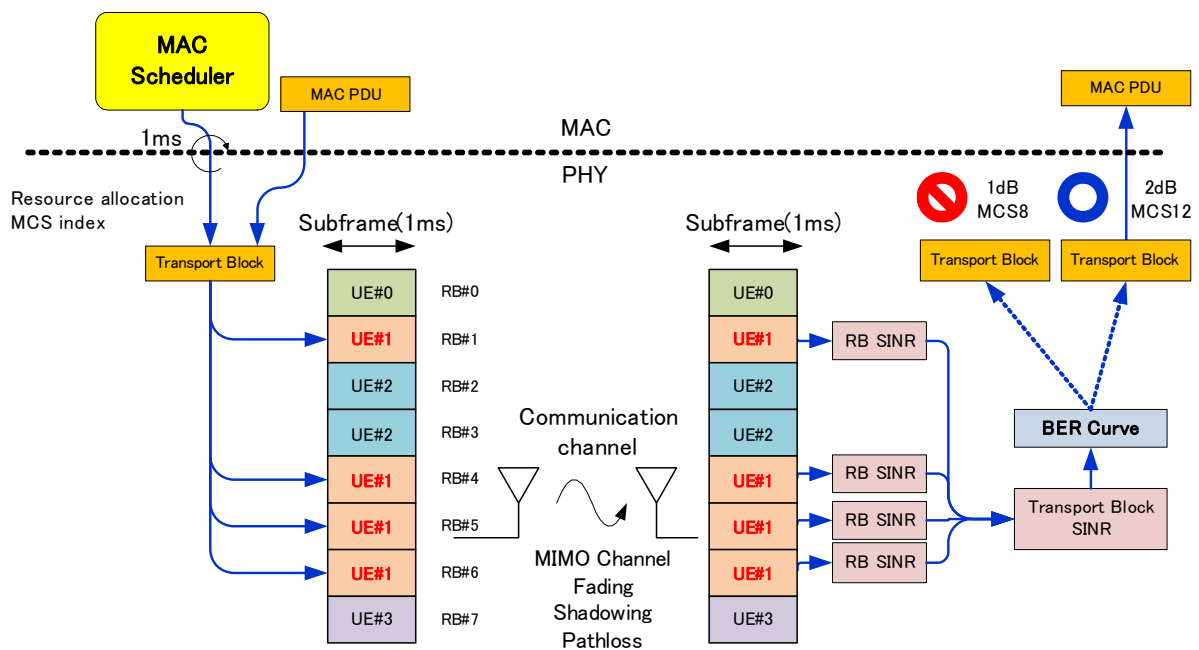 MAC
Scheduler
MAC PDU
1ms
MAC
PHY
Resource allocation
MCS index
Transport Block
Subframe(1ms)
UE#0
UE#1
UE#2
UE#2
UE#1
UE#1
UE#1
UE#3
RB#0
RB#1
RB#2
RB#3
RB#4
RB#5
RB#6
RB#7
Communication
channel
MIMO Channel
Fading
Shadowing
Pathloss
Subframe(1ms)
UE#0
UE#1
UE#2
UE#2
UE#1
UE#1
UE#1
UE#3
RB SINR
RB SINR
RB SINR
RB SINR
Transport Block
SINR
BER Curve
Transport Block
Transport Block
1dB
MCS8
2dB
MCS12
MAC PDU